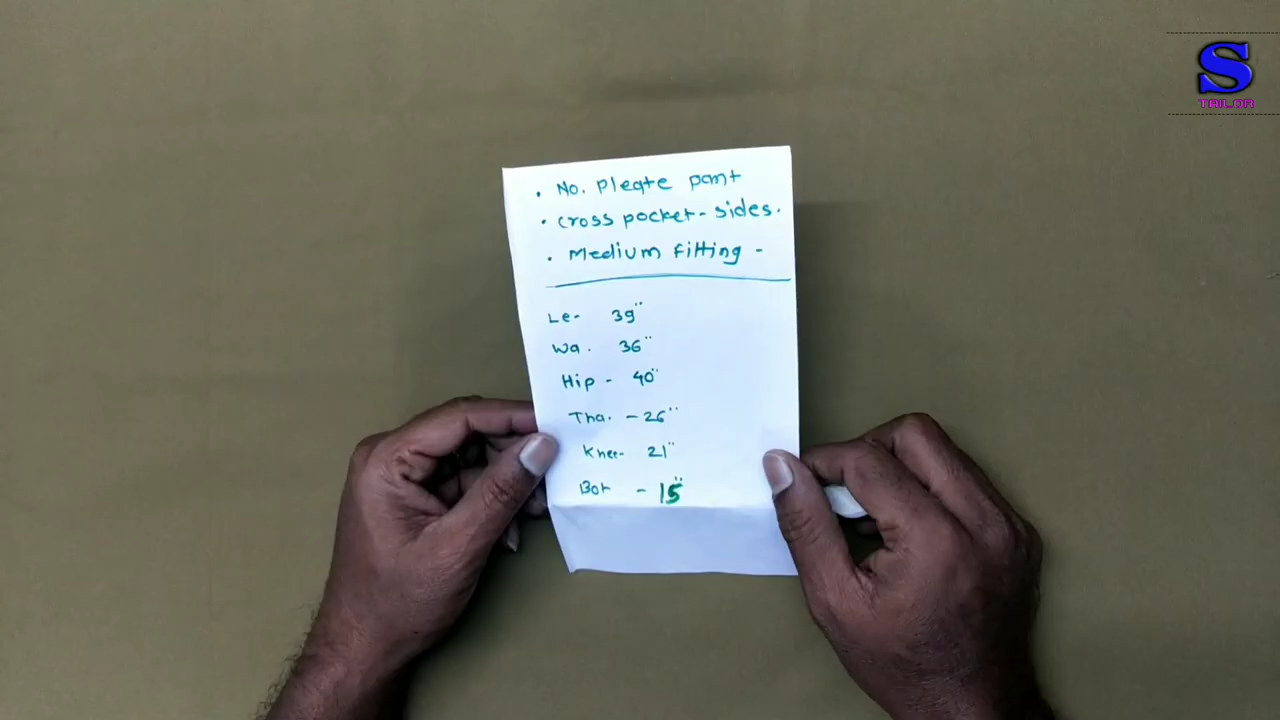 S
TAILOR
. No. Pleate pant
. Cross pocket - sides.
. Medium fitting -
Le- 39"
Wa. 36"
Hip - 40"
Tha. - 26"
Knee- 21"
Bot - 15"